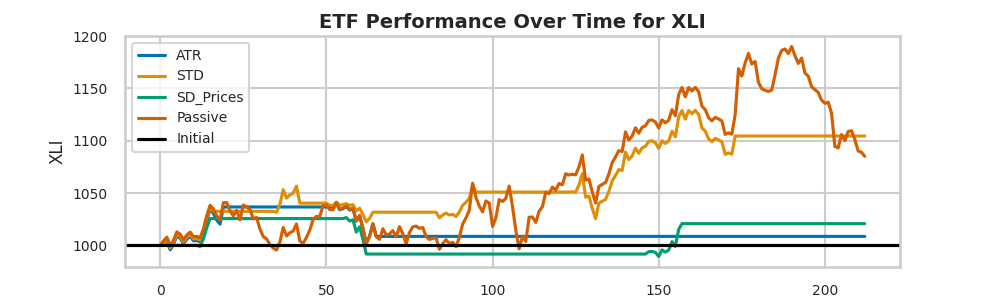 ETF Performance Over Time for XLI
1200
1150
1100
1050
1000
XLI
ATR
STD
SD_Prices
Passive
Initial
0
50
100
150
200